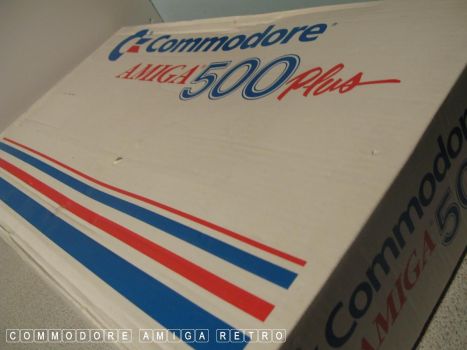 Commodore®
AMIGA® 500 plus
Commodore
AMIGA 50
COMMODORE AMIGA RETRO